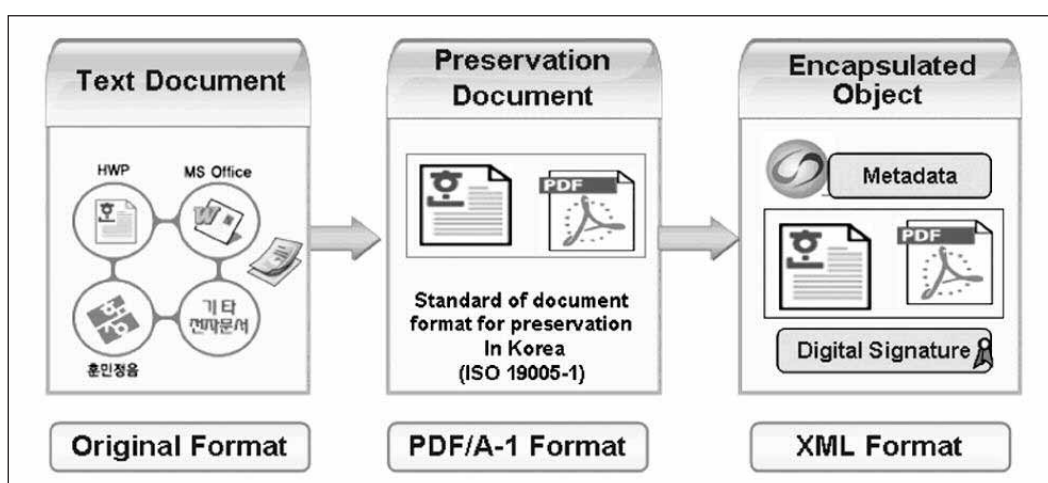 Text Document
HWP
MS Office
훈민정음
기타
전자문서
Original Format
Preservation
Document
PDF
Standard of document
format for preservation
In Korea
(ISO 19005-1)
PDF/A-1 Format
Encapsulated
Object
Metadata
PDF
Digital Signature
XML Format